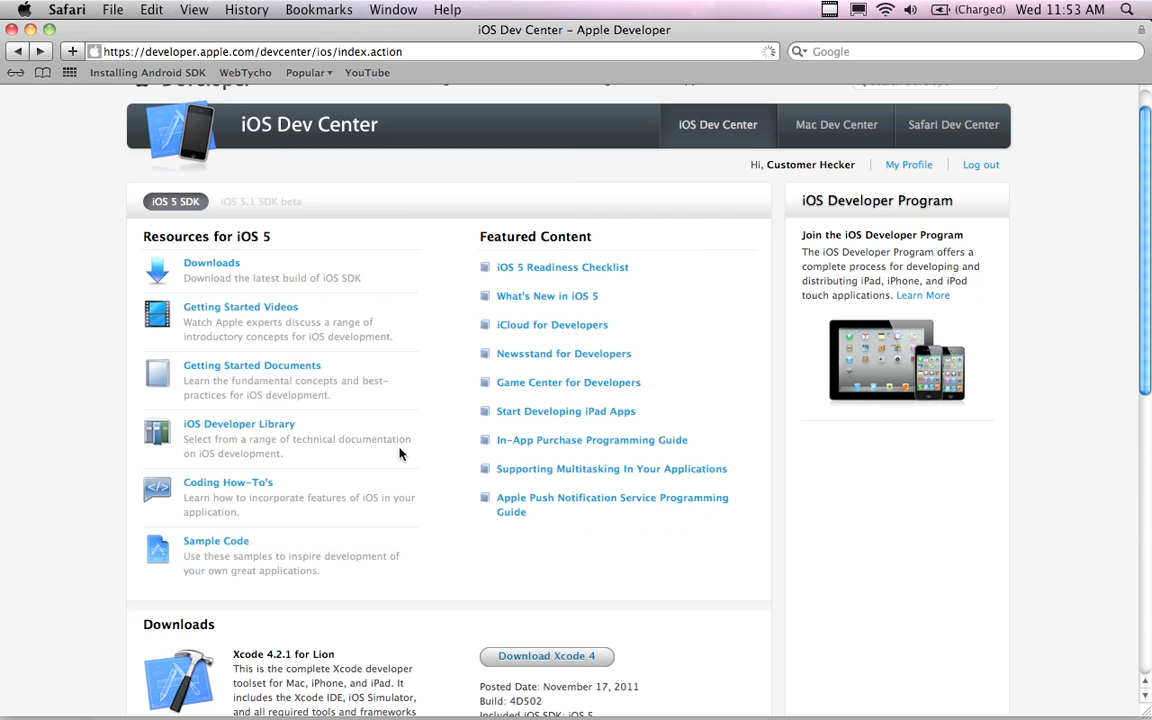 Safari File Edit View History Bookmarks Window Help (Charged) Wed 11:53 AM
iOS Dev Center – Apple Developer
https://developer.apple.com/devcenter/ios/index.action Google
Installing Android SDK WebTycho Popular▾ YouTube
iOS Dev Center iOS Dev Center Mac Dev Center Safari Dev Center
Hi, Customer Hecker My Profile Log out
iOS 5 SDK iOS 5.1 SDK beta
Resources for iOS 5
Downloads
Download the latest build of iOS SDK
Getting Started Videos
Watch Apple experts discuss a range of
introductory concepts for iOS development.
Getting Started Documents
Learn the fundamental concepts and best-
practices for iOS development.
iOS Developer Library
Select from a range of technical documentation
on iOS development.
Coding How-To's
Learn how to incorporate features of iOS in your
application.
Sample Code
Use these samples to inspire development of
your own great applications.
Featured Content
iOS 5 Readiness Checklist
What's New in iOS 5
iCloud for Developers
Newsstand for Developers
Game Center for Developers
Start Developing iPad Apps
In-App Purchase Programming Guide
Supporting Multitasking In Your Applications
Apple Push Notification Service Programming
Guide
iOS Developer Program
Join the iOS Developer Program
The iOS Developer Program offers a
complete process for developing and
distributing iPad, iPhone, and iPod
touch applications. Learn More
Downloads
Xcode 4.2.1 for Lion
This is the complete Xcode developer
toolset for Mac, iPhone, and iPad. It
includes the Xcode IDE, iOS Simulator,
and all required tools and frameworks
Download Xcode 4
Posted Date: November 17, 2011
Build: 4D502
Included iOS SDK: iOS 5